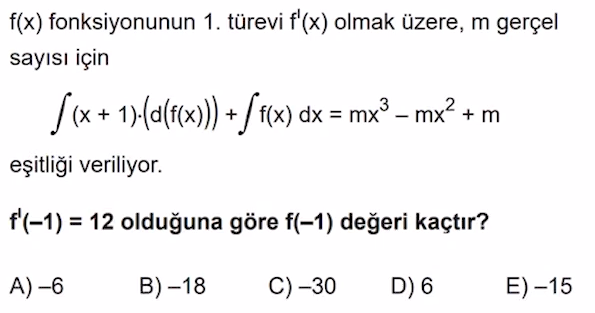 f(x) fonksiyonunun 1. türevi f'(x) olmak üzere, m gerçel
sayısı için
∫(x + 1)·(d(f(x))) + ∫f(x) dx = mx³ – mx² + m
eşitliği veriliyor.
f'(–1) = 12 olduğuna göre f(–1) değeri kaçtır?
A) –6 B) –18 C) –30 D) 6 E) –15